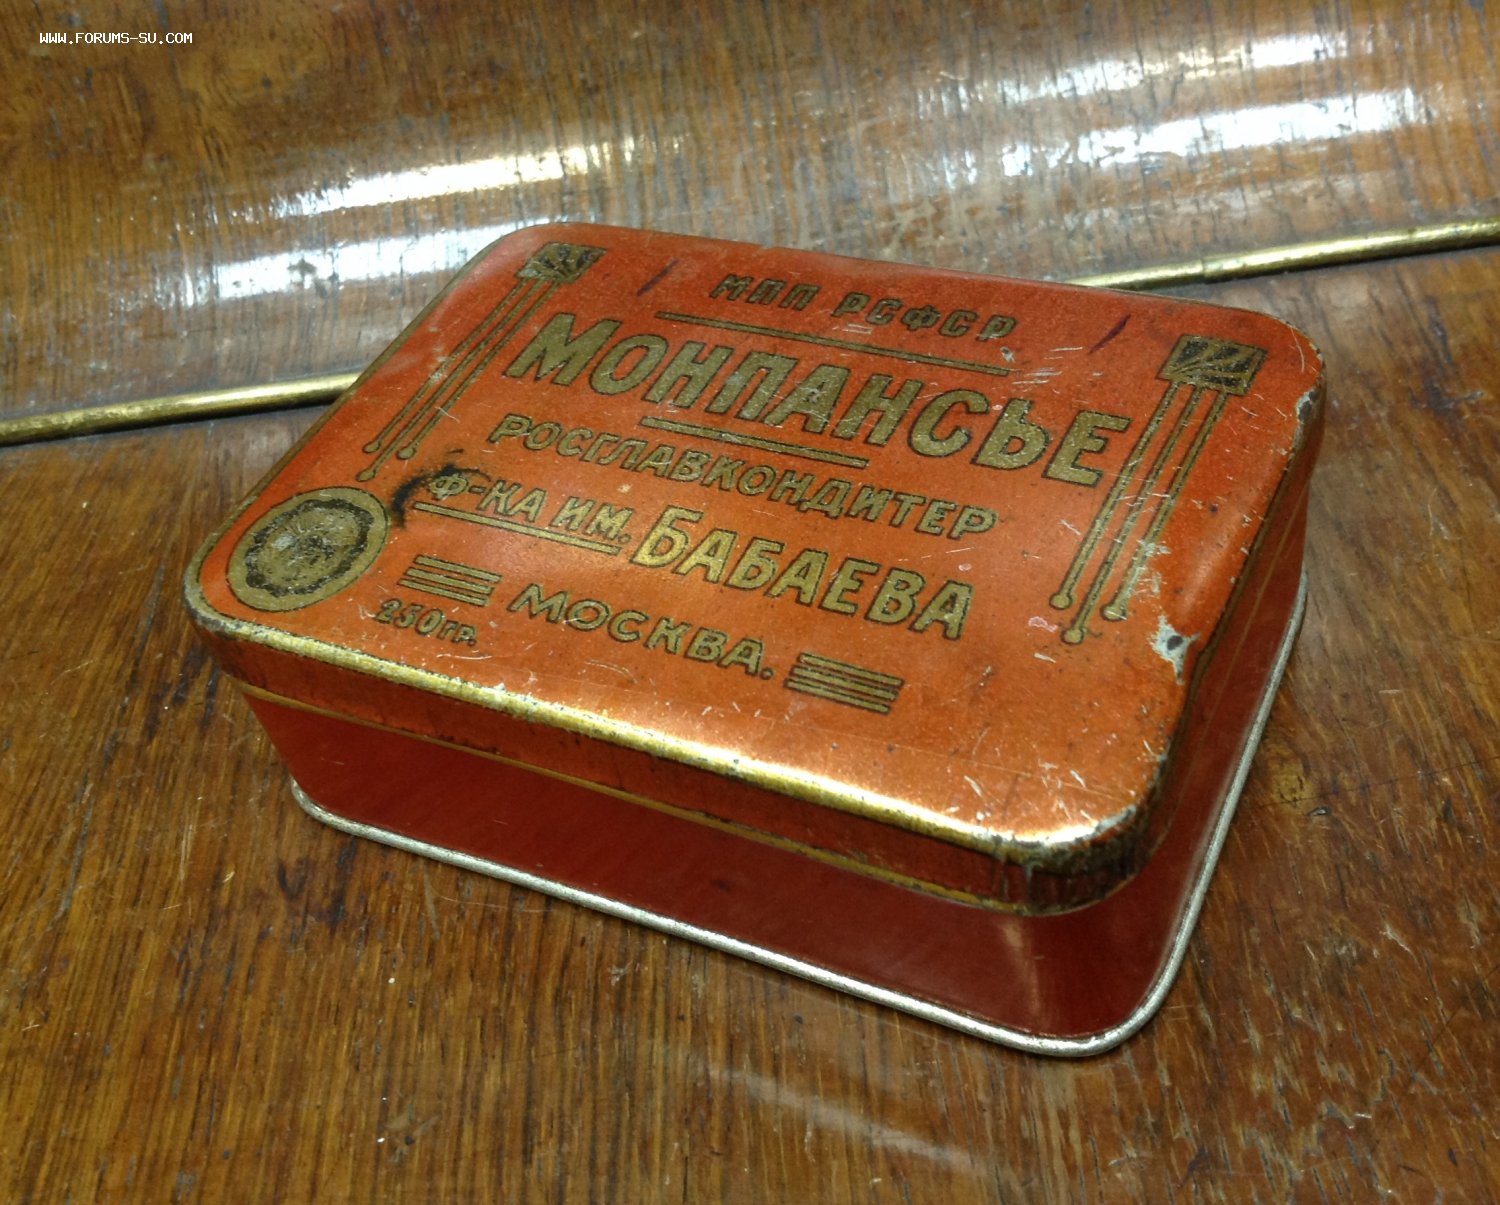 WWW.FORUMS-SU.COM
МПП РСФСР
МОНПАНСЬЕ
РОСГЛАВКОНДИТЕР
Ф-КА ИМ. БАБАЕВА
МОСКВА.
250ГР.